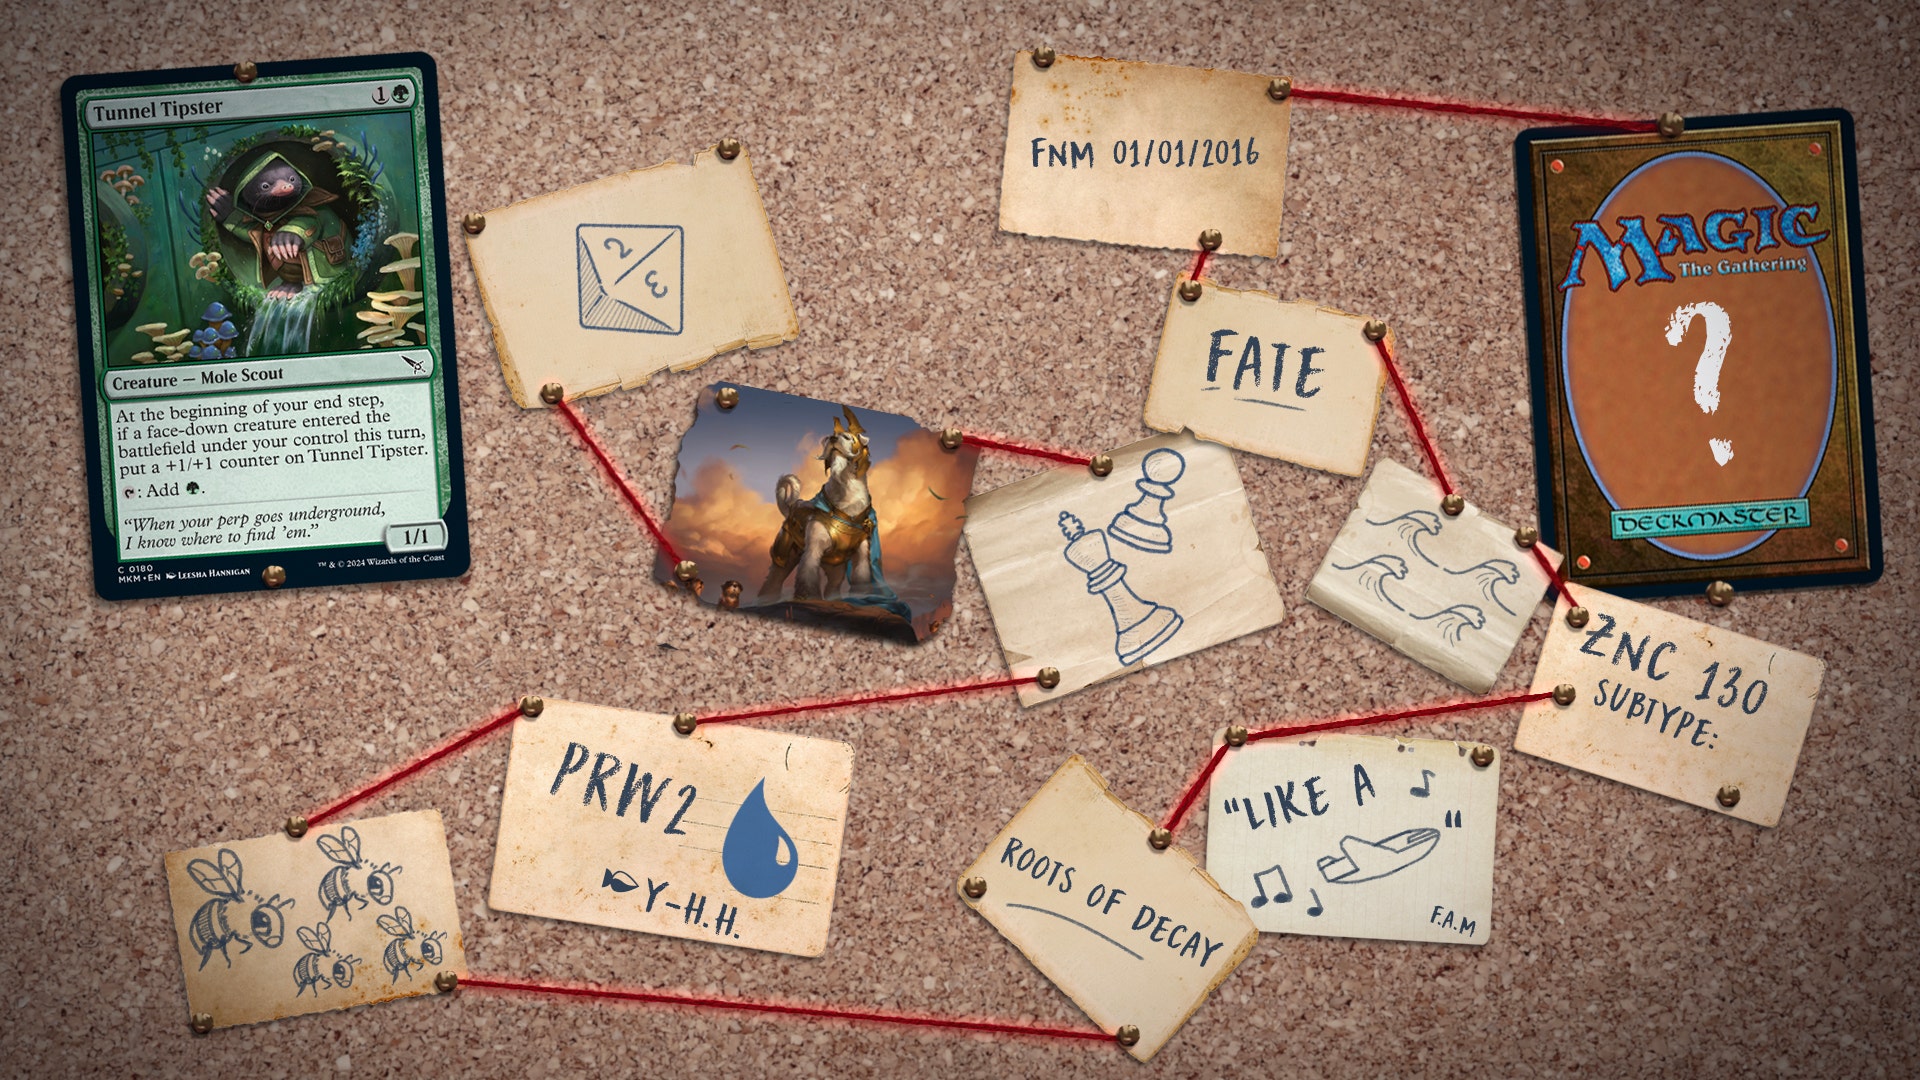 Tunnel Tipster 1
Creature — Mole Scout
At the beginning of your end step,
if a face-down creature entered the
battlefield under your control this turn,
put a +1/+1 counter on Tunnel Tipster.
: Add .
“When your perp goes underground,
I know where to find ’em.”
1/1
C 0180
MKM • EN LEESHA HANNIGAN
™ & © 2024 Wizards of the Coast
2
3
FNM 01/01/2016
FATE
MAGIC
The Gathering
?
DECKMASTER
ZNC 130
SUBTYPE:
PRW2
Y-H.H.
"LIKE A
"
F.A.M
ROOTS OF DECAY